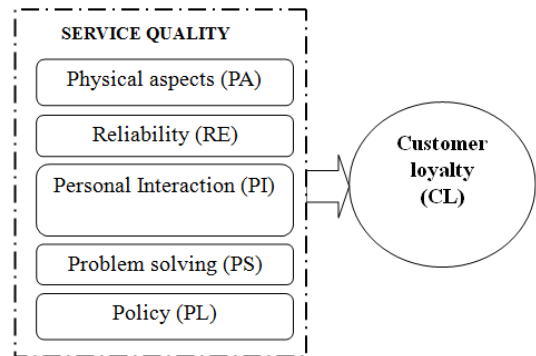 SERVICE QUALITY
Physical aspects (PA)
Reliability (RE)
Personal Interaction (PI)
Problem solving (PS)
Policy (PL)
Customer
loyalty
(CL)